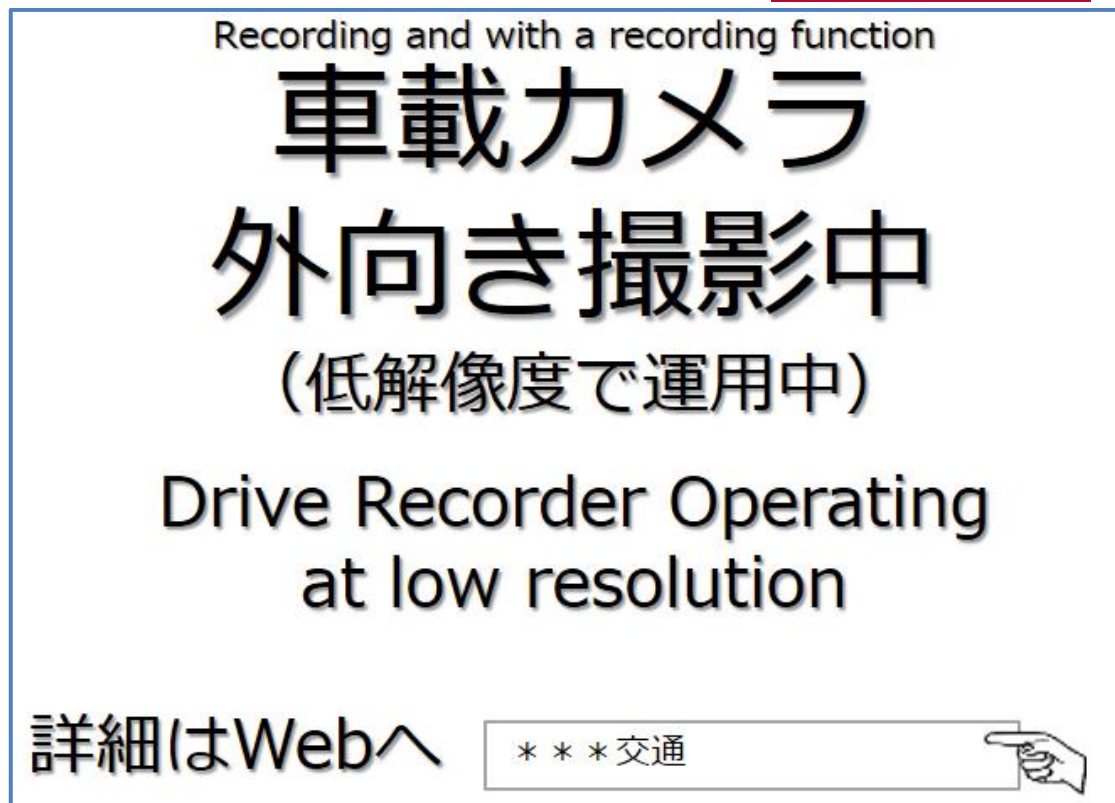 Recording and with a recording function
車載カメラ
外向き撮影中
（低解像度で運用中）
Drive Recorder Operating
at low resolution
詳細はWebへ
＊＊＊交通